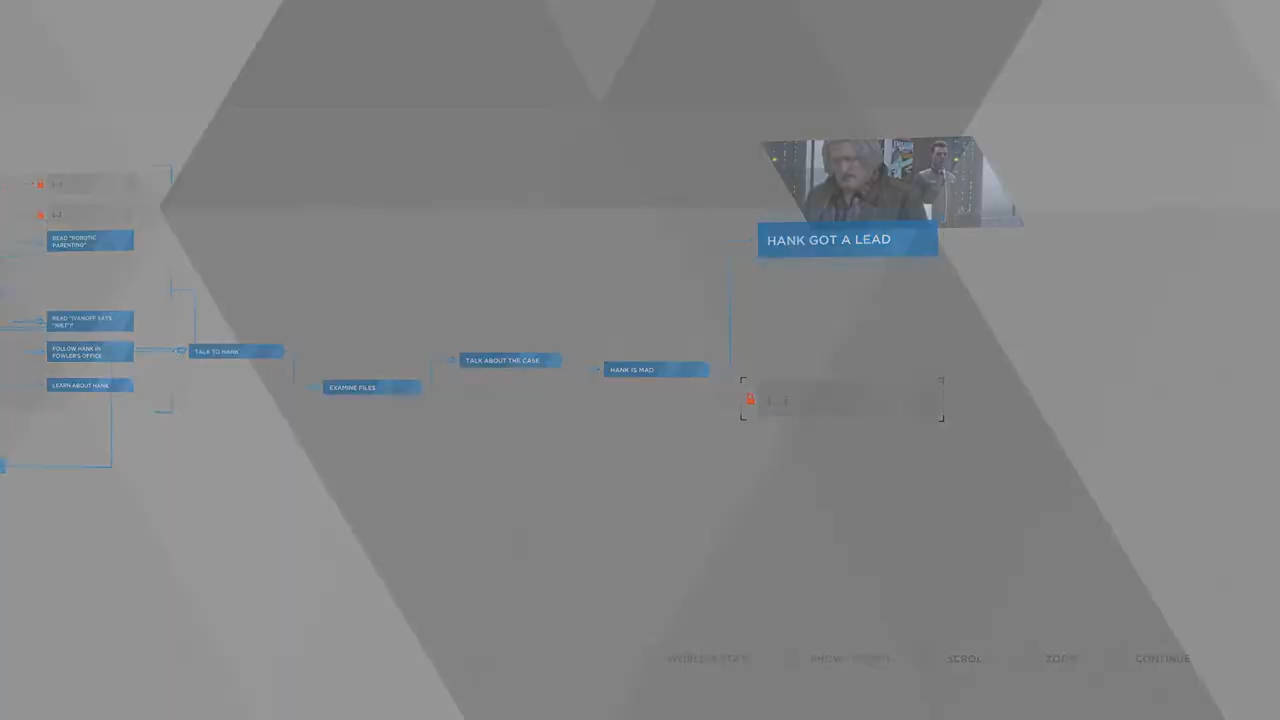 READ "ROBOTIC
PARENTING"
READ "IVANOFF SAYS
"NIET"!"
FOLLOW HANK IN
FOWLER'S OFFICE
LEARN ABOUT HANK
TALK TO HANK
EXAMINE FILES
TALK ABOUT THE CASE
HANK IS MAD
HANK GOT A LEAD
SCROLL
ZOOM
CONTINUE